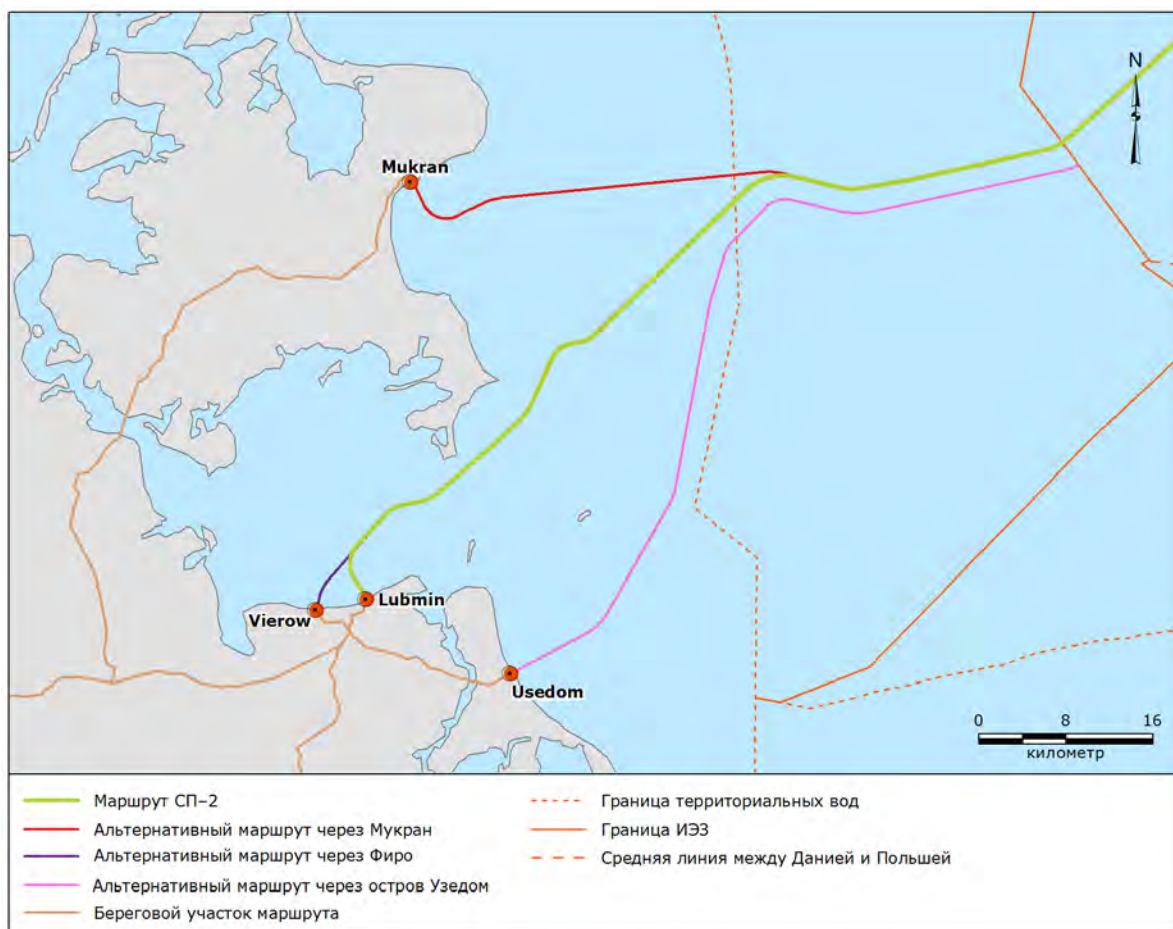 N
Mukran
Lubmin
Vierow
Usedom
0 8 16
километр
Маршрут СП–2
Альтернативный маршрут через Мукран
Альтернативный маршрут через Фиро
Альтернативный маршрут через остров Узедом
Береговой участок маршрута
Граница территориальных вод
Граница ИЭЗ
Средняя линия между Данией и Польшей